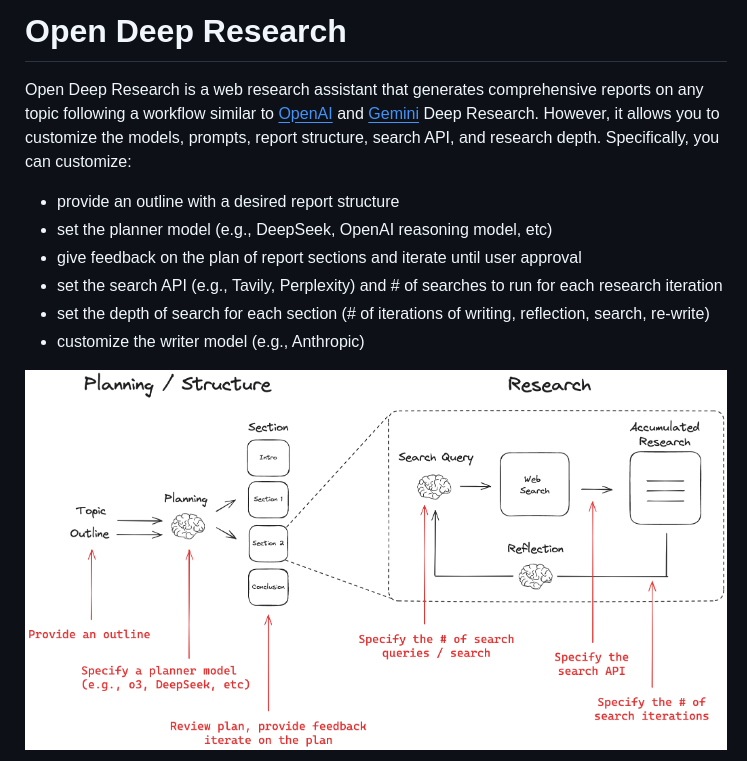 Open Deep Research
Open Deep Research is a web research assistant that generates comprehensive reports on any
topic following a workflow similar to OpenAI and Gemini Deep Research. However, it allows you to
customize the models, prompts, report structure, search API, and research depth. Specifically, you
can customize:
• provide an outline with a desired report structure
• set the planner model (e.g., DeepSeek, OpenAI reasoning model, etc)
• give feedback on the plan of report sections and iterate until user approval
• set the search API (e.g., Tavily, Perplexity) and # of searches to run for each research iteration
• set the depth of search for each section (# of iterations of writing, reflection, search, re-write)
• customize the writer model (e.g., Anthropic)
Planning / Structure
Section
Intro
Section 1
Section 2
Conclusion
Planning
Topic
Outline
Provide an outline
Specify a planner model
(e.g., o3, DeepSeek, etc)
Review plan, provide feedback
iterate on the plan
Research
Search Query
Web
Search
Accumulated
Research
Reflection
Specify the # of search
queries / search
Specify the
search API
Specify the # of
search iterations